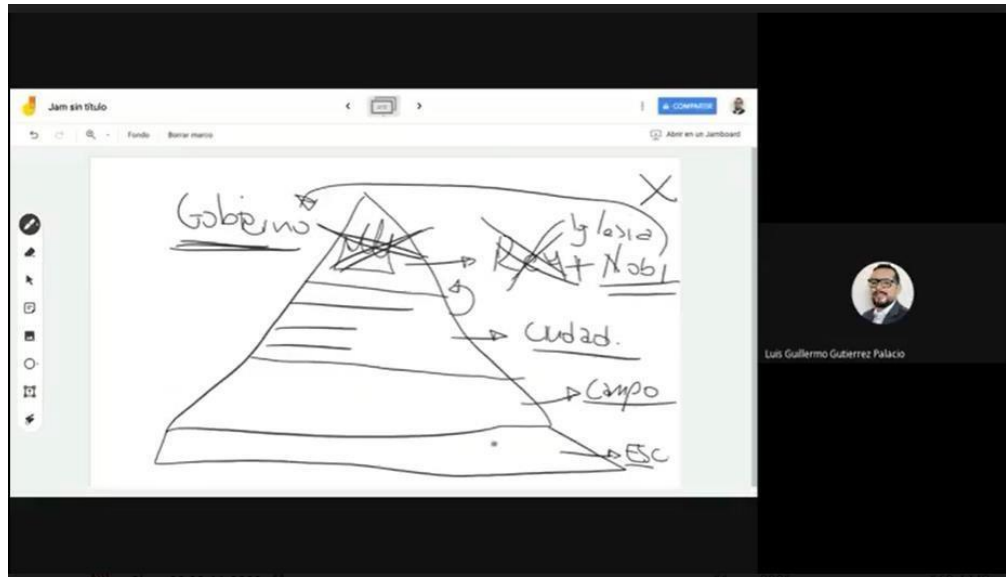 Jam sin título
COMPARTIR
Fondo
Borrar marco
Abrir en un Jamboard
Gobierno
Iglesia
Rey + Nobl
Ciudad.
Campo
ESC
Luis Guillermo Gutierrez Palacio